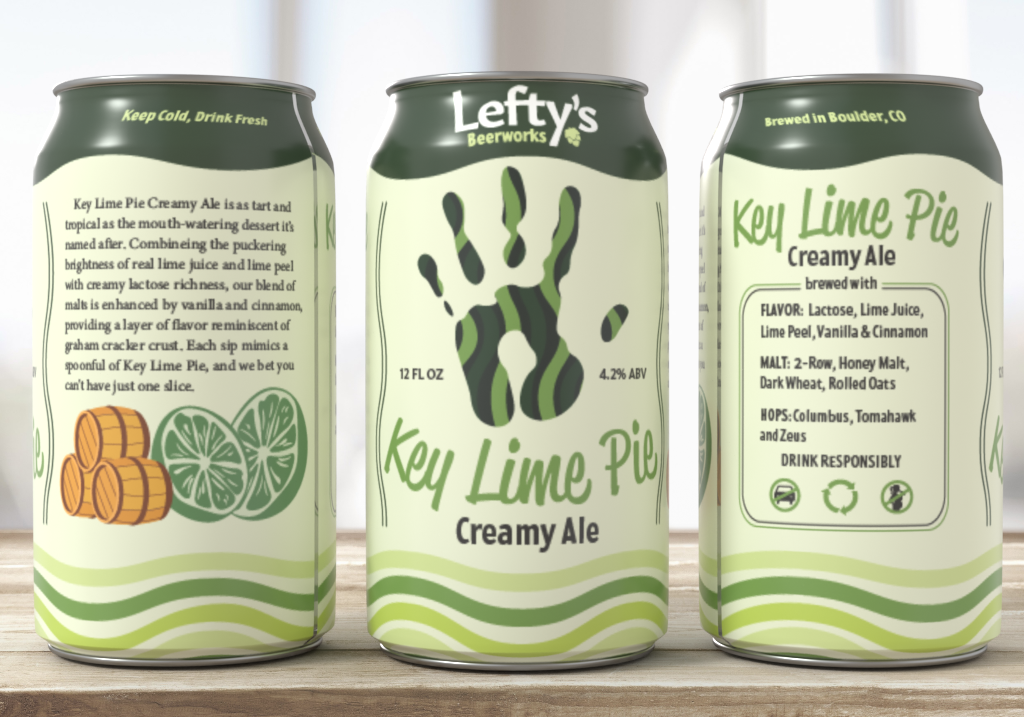 Keep Cold, Drink Fresh
Key Lime Pie Creamy Ale is as tart and
tropical as the mouth-watering dessert it's
named after. Combineing the puckering
brightness of real lime juice and lime peel
with creamy lactose richness, our blend of
malts is enhanced by vanilla and cinnamon,
providing a layer of flavor reminiscent of
graham cracker crust. Each sip mimics a
spoonful of Key Lime Pie, and we bet you
can't have just one slice.
Lefty's
Beerworks
12 FL OZ
4.2% ABV
Key Lime Pie
Creamy Ale
Brewed in Boulder, CO
Key Lime Pie
Creamy Ale
brewed with
FLAVOR: Lactose, Lime Juice,
Lime Peel, Vanilla & Cinnamon
MALT: 2-Row, Honey Malt,
Dark Wheat, Rolled Oats
HOPS: Columbus, Tomahawk
and Zeus
DRINK RESPONSIBLY